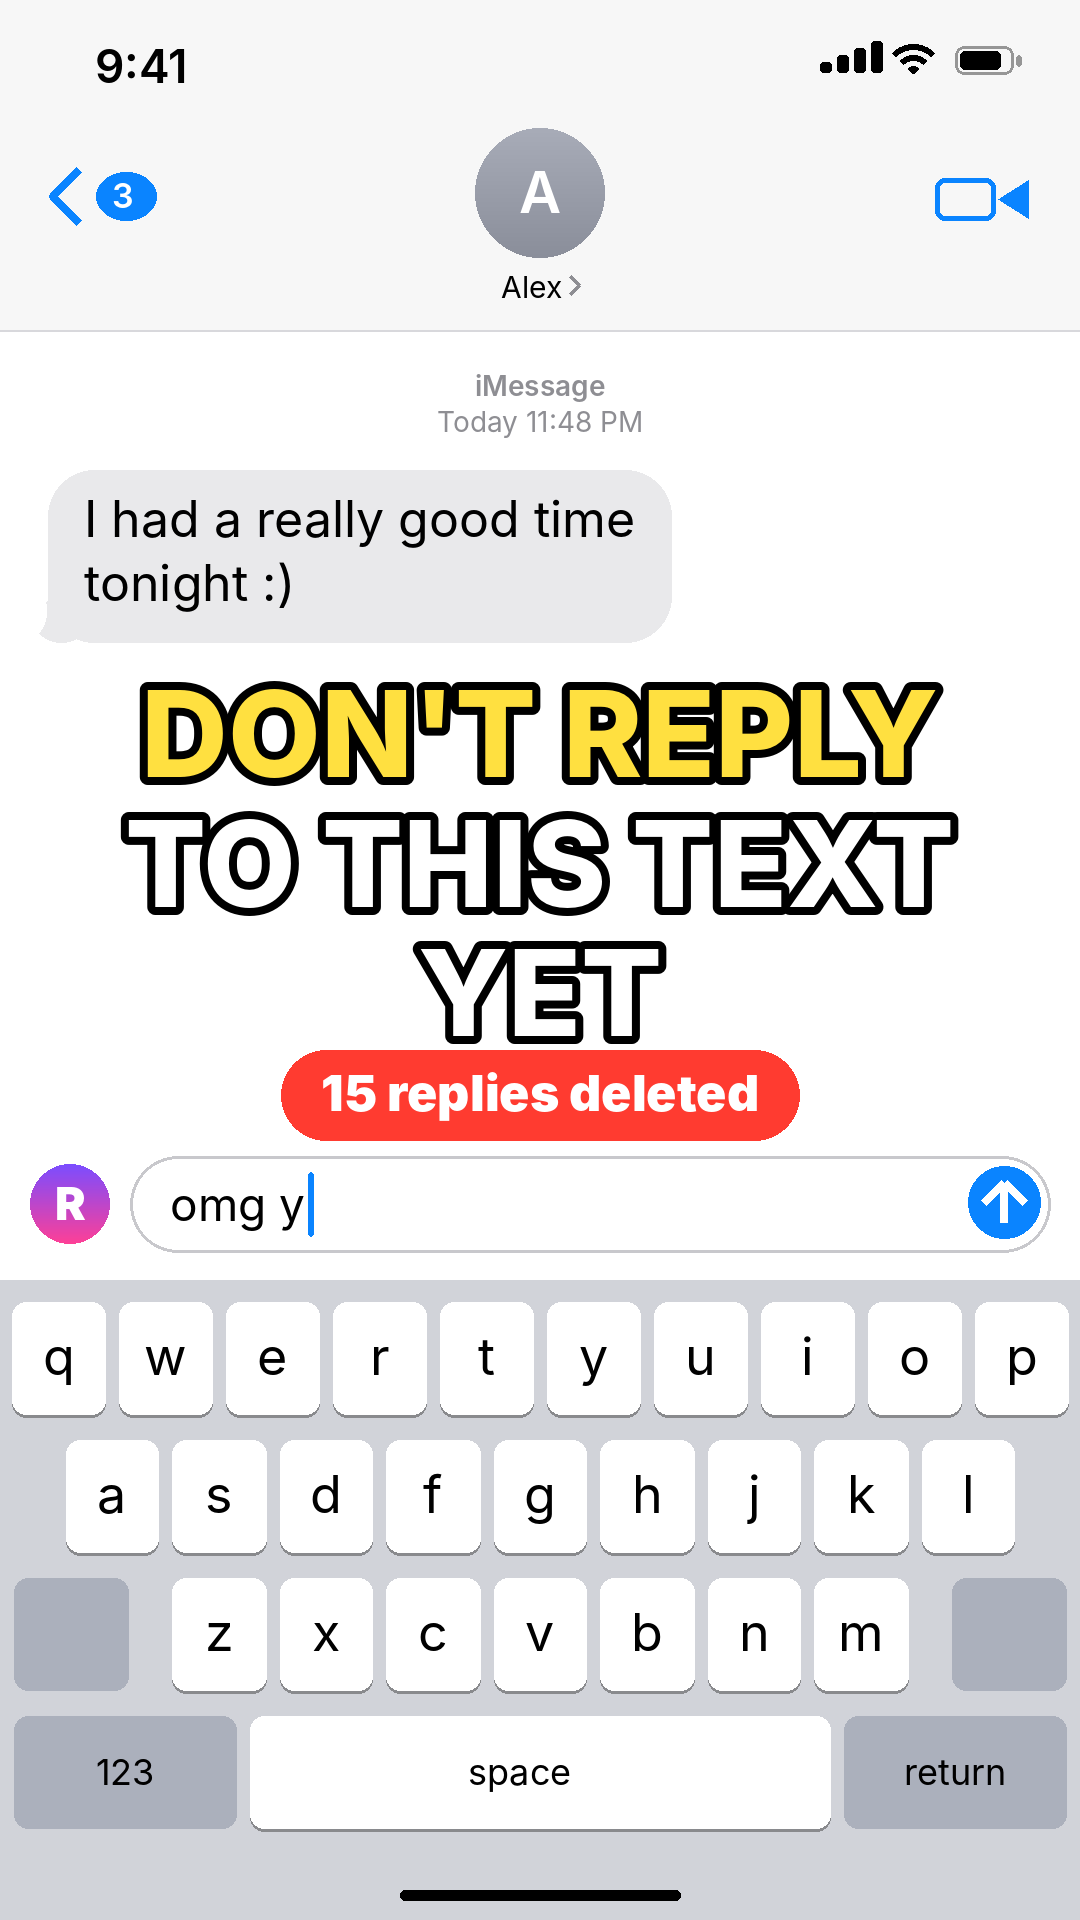 9:41
3
A
Alex
iMessage
Today 11:48 PM
I had a really good time
tonight :)
DON'T REPLY
TO THIS TEXT
YET
15 replies deleted
R
omg y
q w e r t y u i o p
a s d f g h j k l
z x c v b n m
123 space return